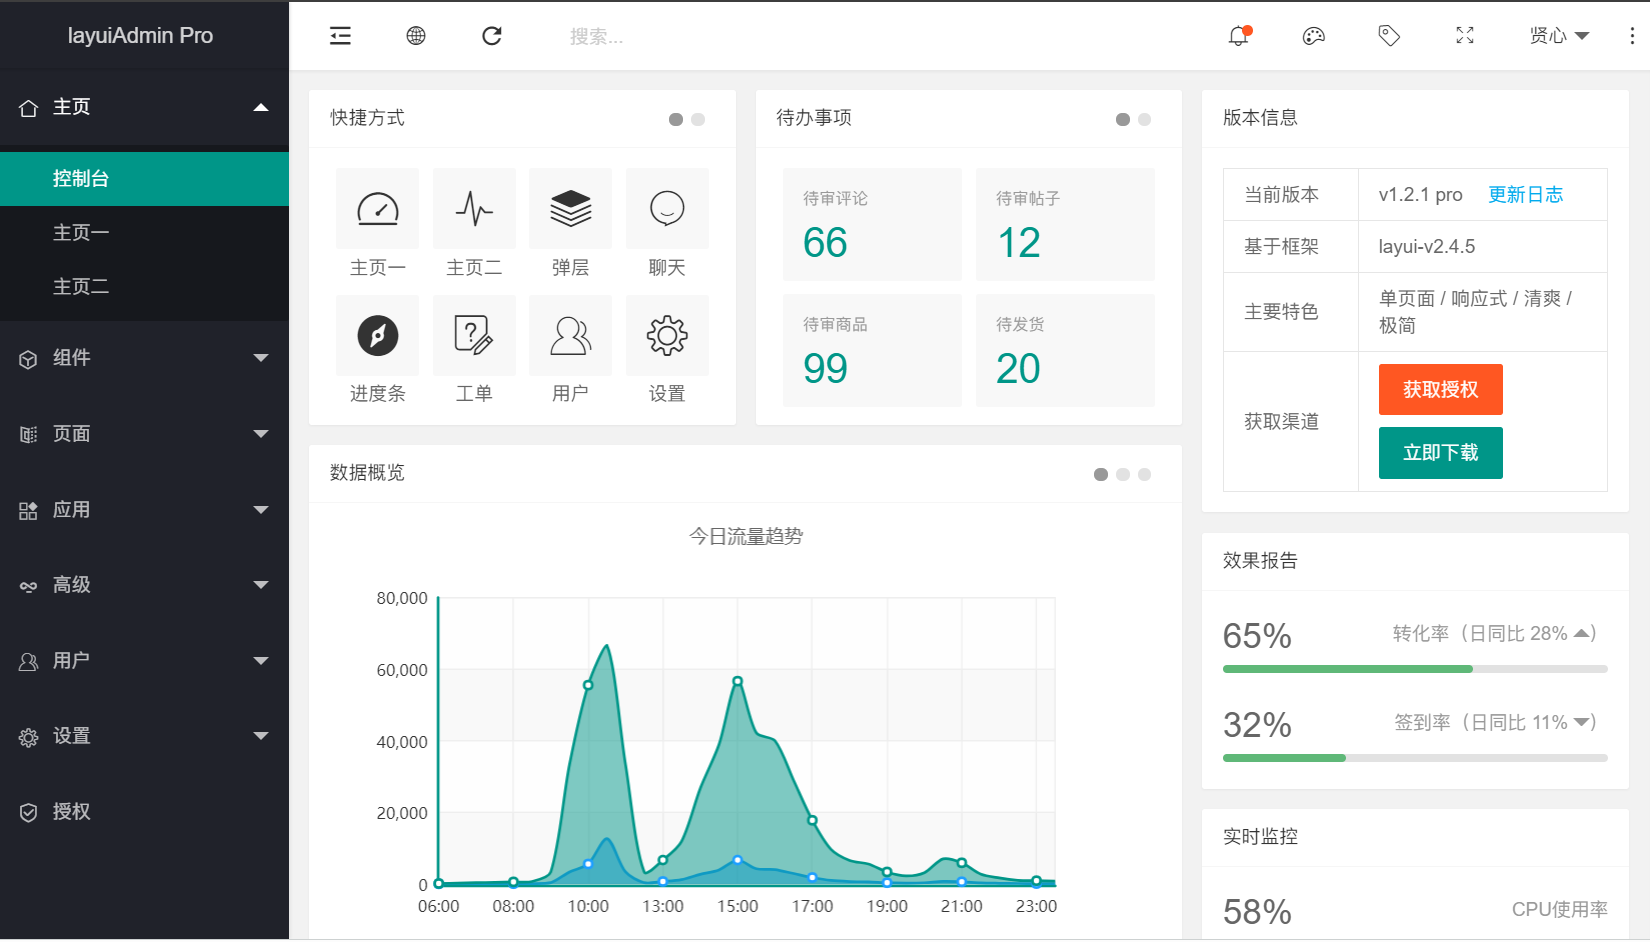 layuiAdmin Pro
主页
控制台
主页一
主页二
组件
页面
应用
高级
用户
设置
授权
搜索...
贤心
快捷方式
主页一
主页二
弹层
聊天
进度条
工单
用户
设置
待办事项
待审评论
66
待审帖子
12
待审商品
99
待发货
20
版本信息
当前版本
v1.2.1 pro 更新日志
基于框架
layui-v2.4.5
主要特色
单页面 / 响应式 / 清爽 /
极简
获取渠道
获取授权
立即下载
数据概览
今日流量趋势
80,000
60,000
40,000
20,000
0
06:00 08:00 10:00 13:00 15:00 17:00 19:00 21:00 23:00
效果报告
65%
转化率（日同比 28% ）
32%
签到率（日同比 11% ）
实时监控
58%
CPU使用率